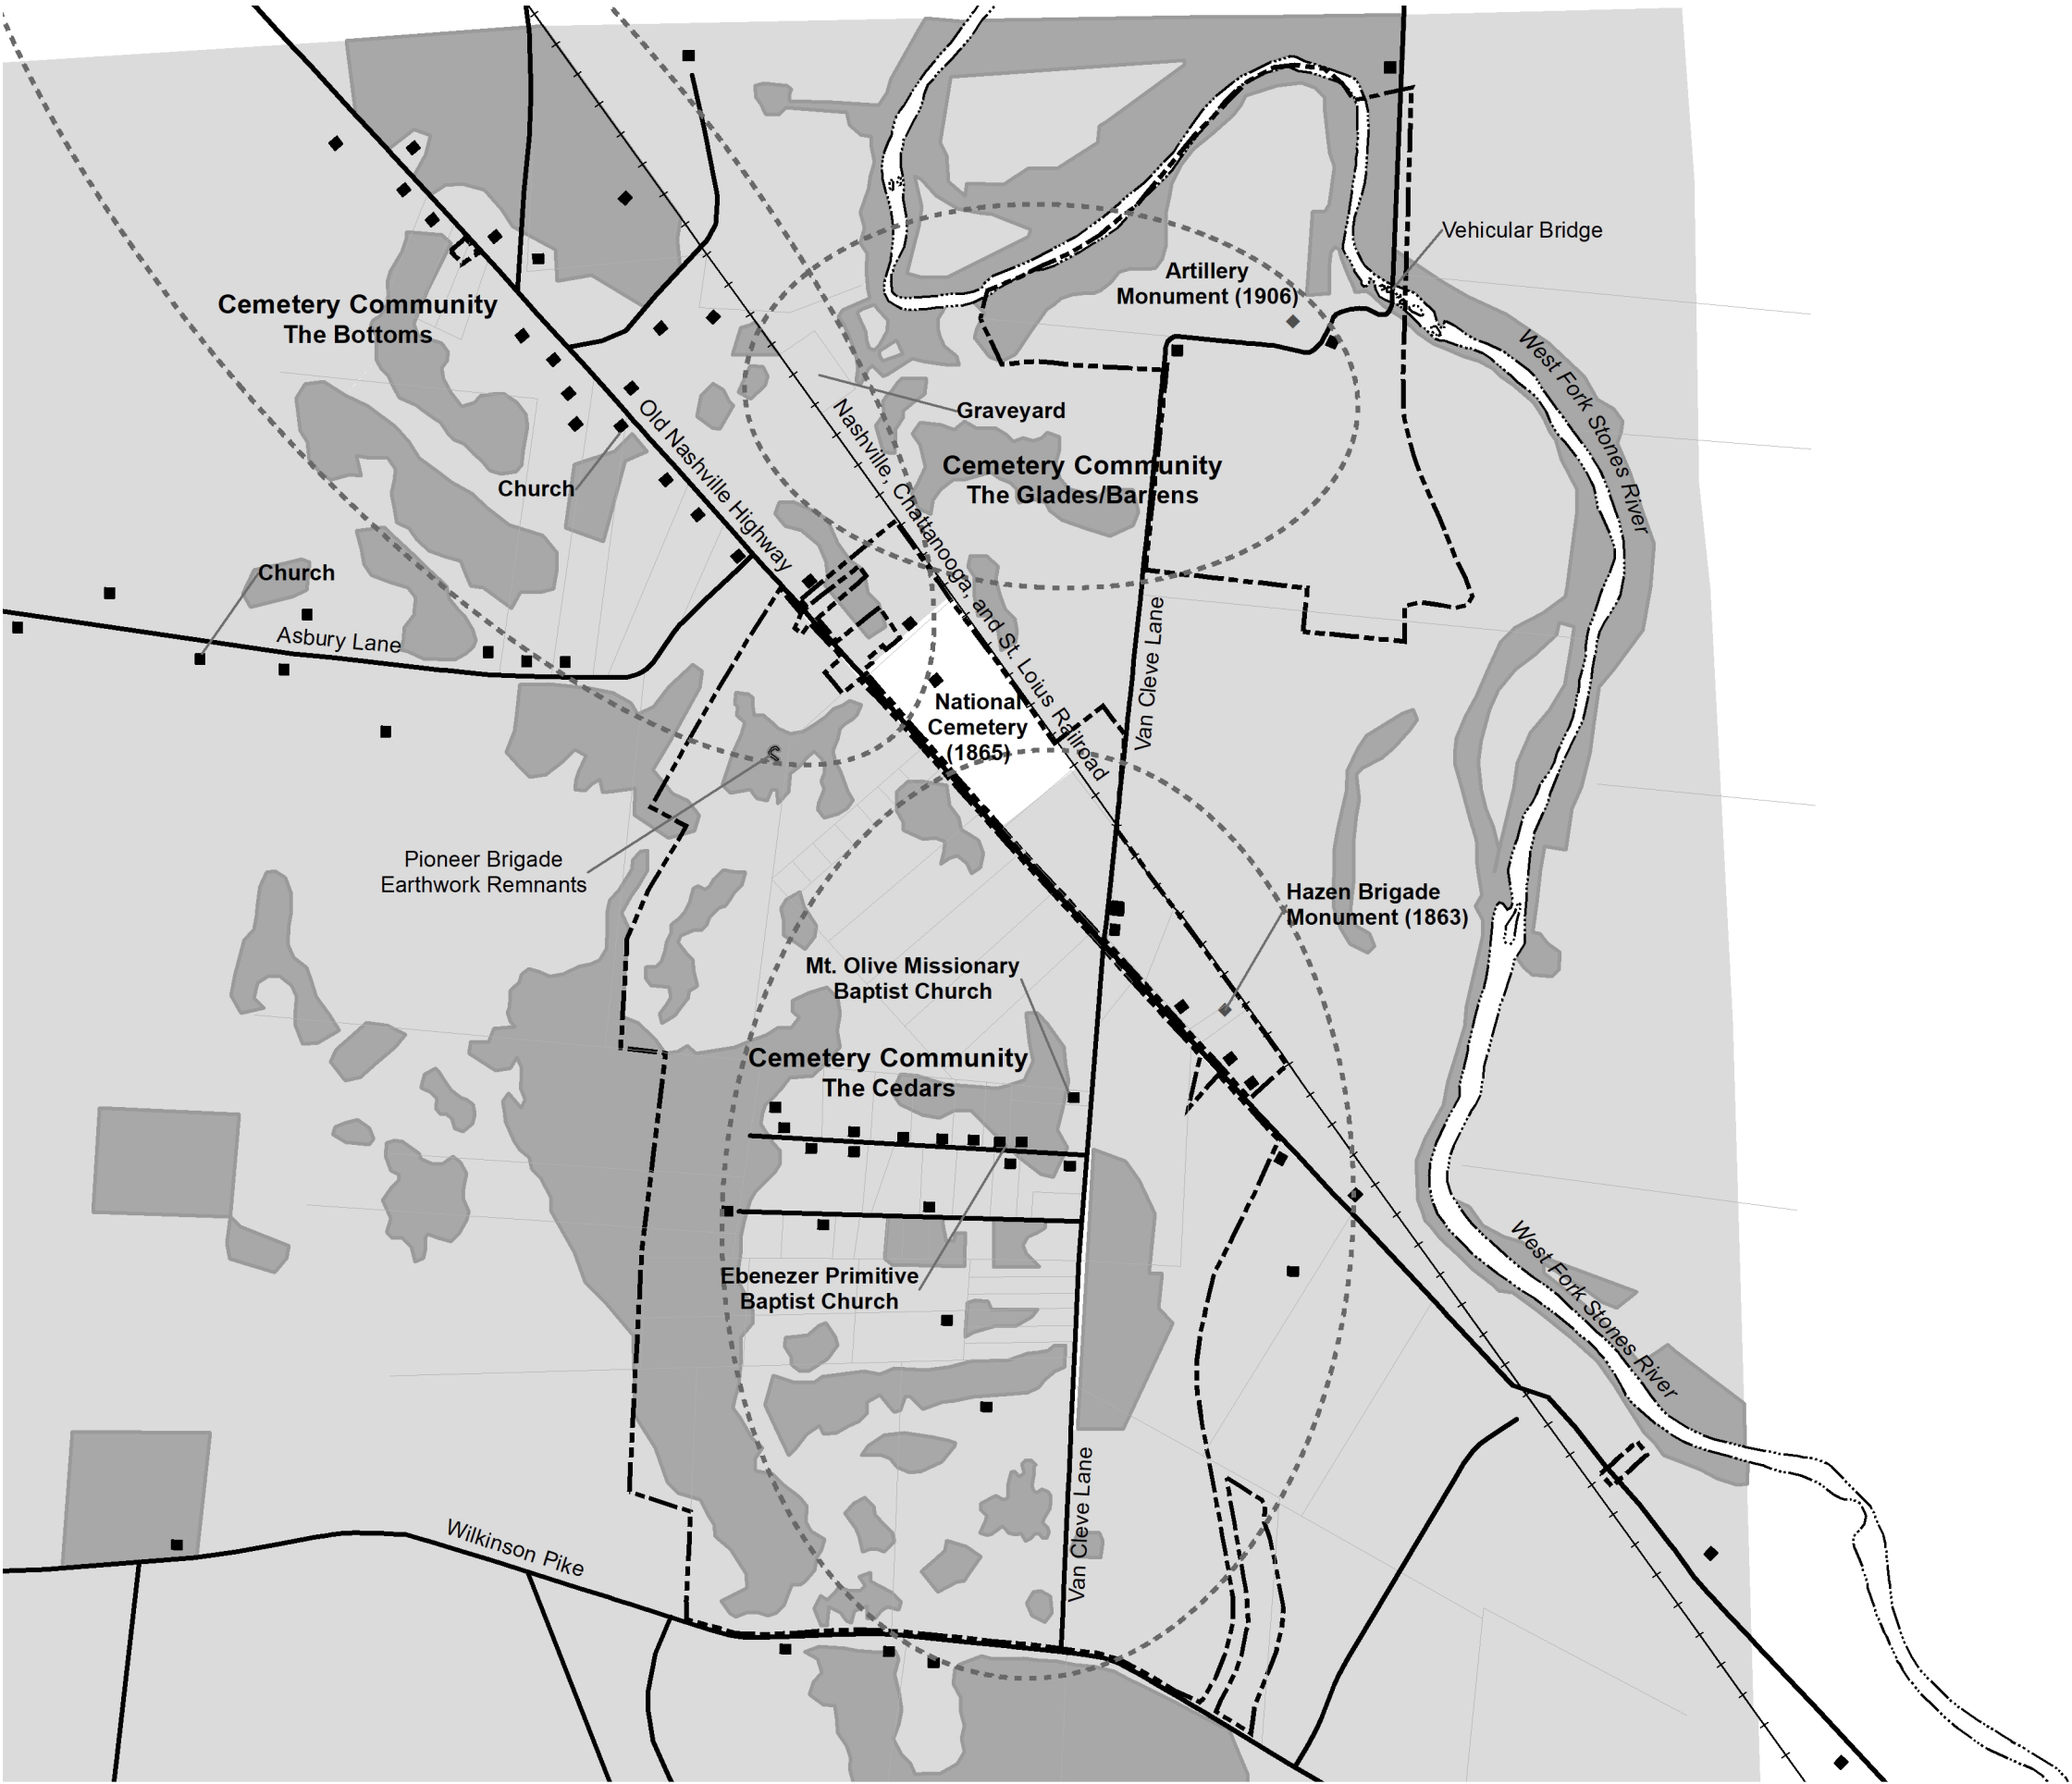 Vehicular Bridge
Artillery
Monument (1906)
Cemetery Community
The Bottoms
West Fork Stones River
Graveyard
Old Nashville Highway
Nashville, Chattanooga, and St. Loius Railroad
Cemetery Community
The Glades/Barrens
Church
Church
Asbury Lane
Van Cleve Lane
National
Cemetery
(1865)
Pioneer Brigade
Earthwork Remnants
Hazen Brigade
Monument (1863)
Mt. Olive Missionary
Baptist Church
Cemetery Community
The Cedars
West Fork Stones River
Ebenezer Primitive
Baptist Church
Van Cleve Lane
Wilkinson Pike